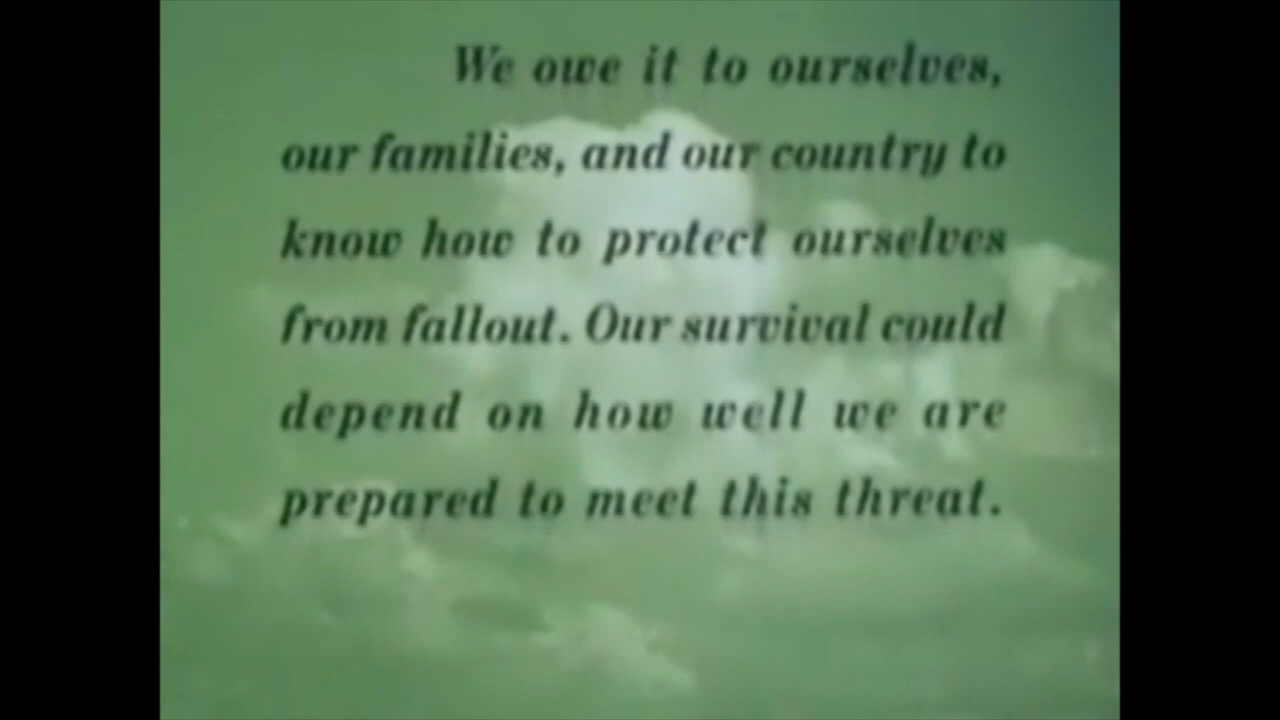 We owe it to ourselves,
our families, and our country to
know how to protect ourselves
from fallout. Our survival could
depend on how well we are
prepared to meet this threat.